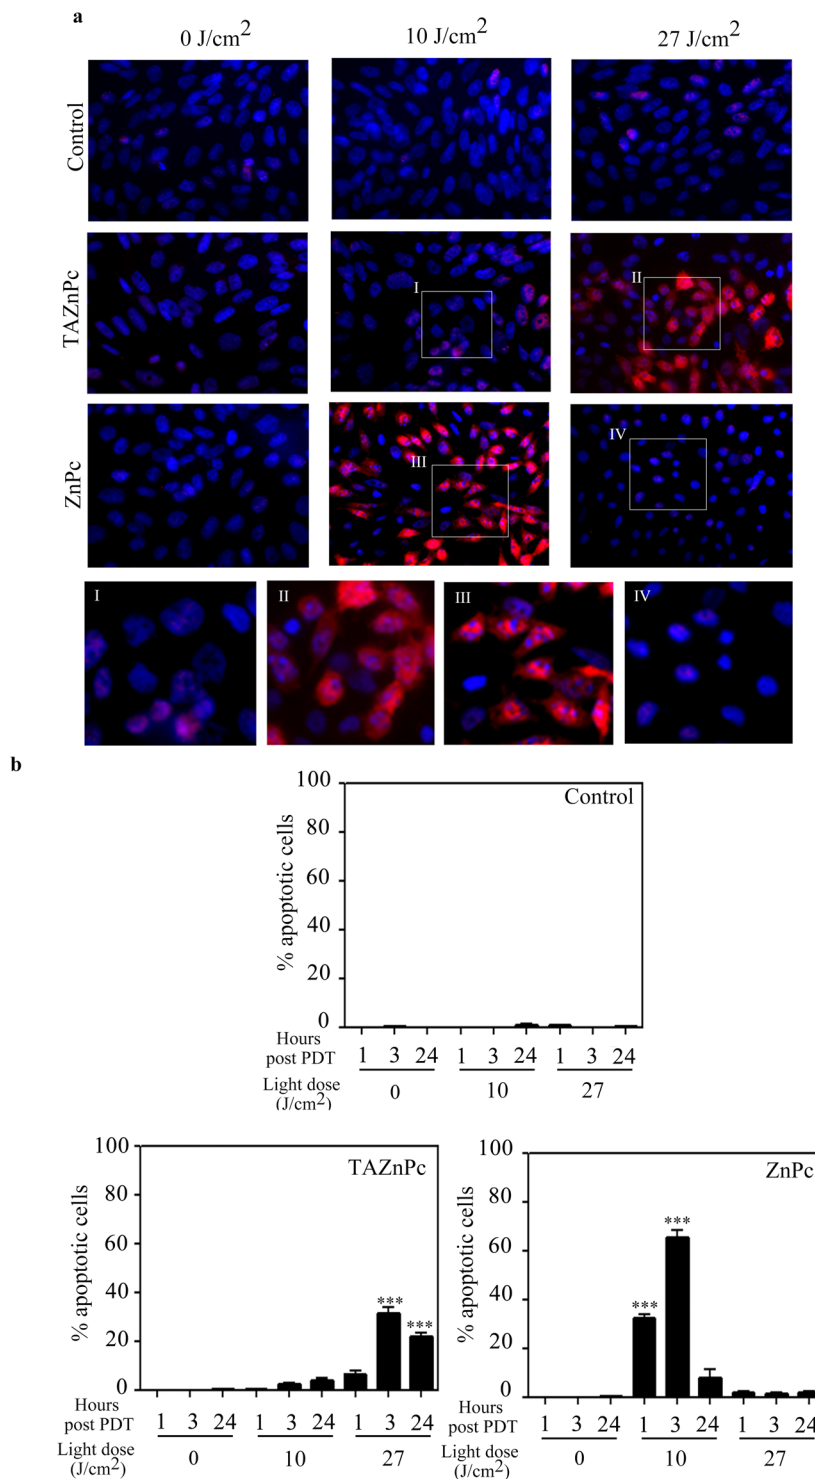 a
0 J/cm2 10 J/cm2 27 J/cm2
Control
TAZnPc
I
II
ZnPc
III
IV
I II III IV
b
Control
% apoptotic cells
100
80
60
40
20
0
Hours
post PDT
1 3 24 1 3 24 1 3 24
Light dose
(J/cm2)
0 10 27
TAZnPc
% apoptotic cells
100
80
60
40
20
0
*** ***
Hours
post PDT
1 3 24 1 3 24 1 3 24
Light dose
(J/cm2)
0 10 27
ZnPc
% apoptotic cells
100
80
60
40
20
0
*** ***
Hours
post PDT
1 3 24 1 3 24 1 3 24
Light dose
(J/cm2)
0 10 27